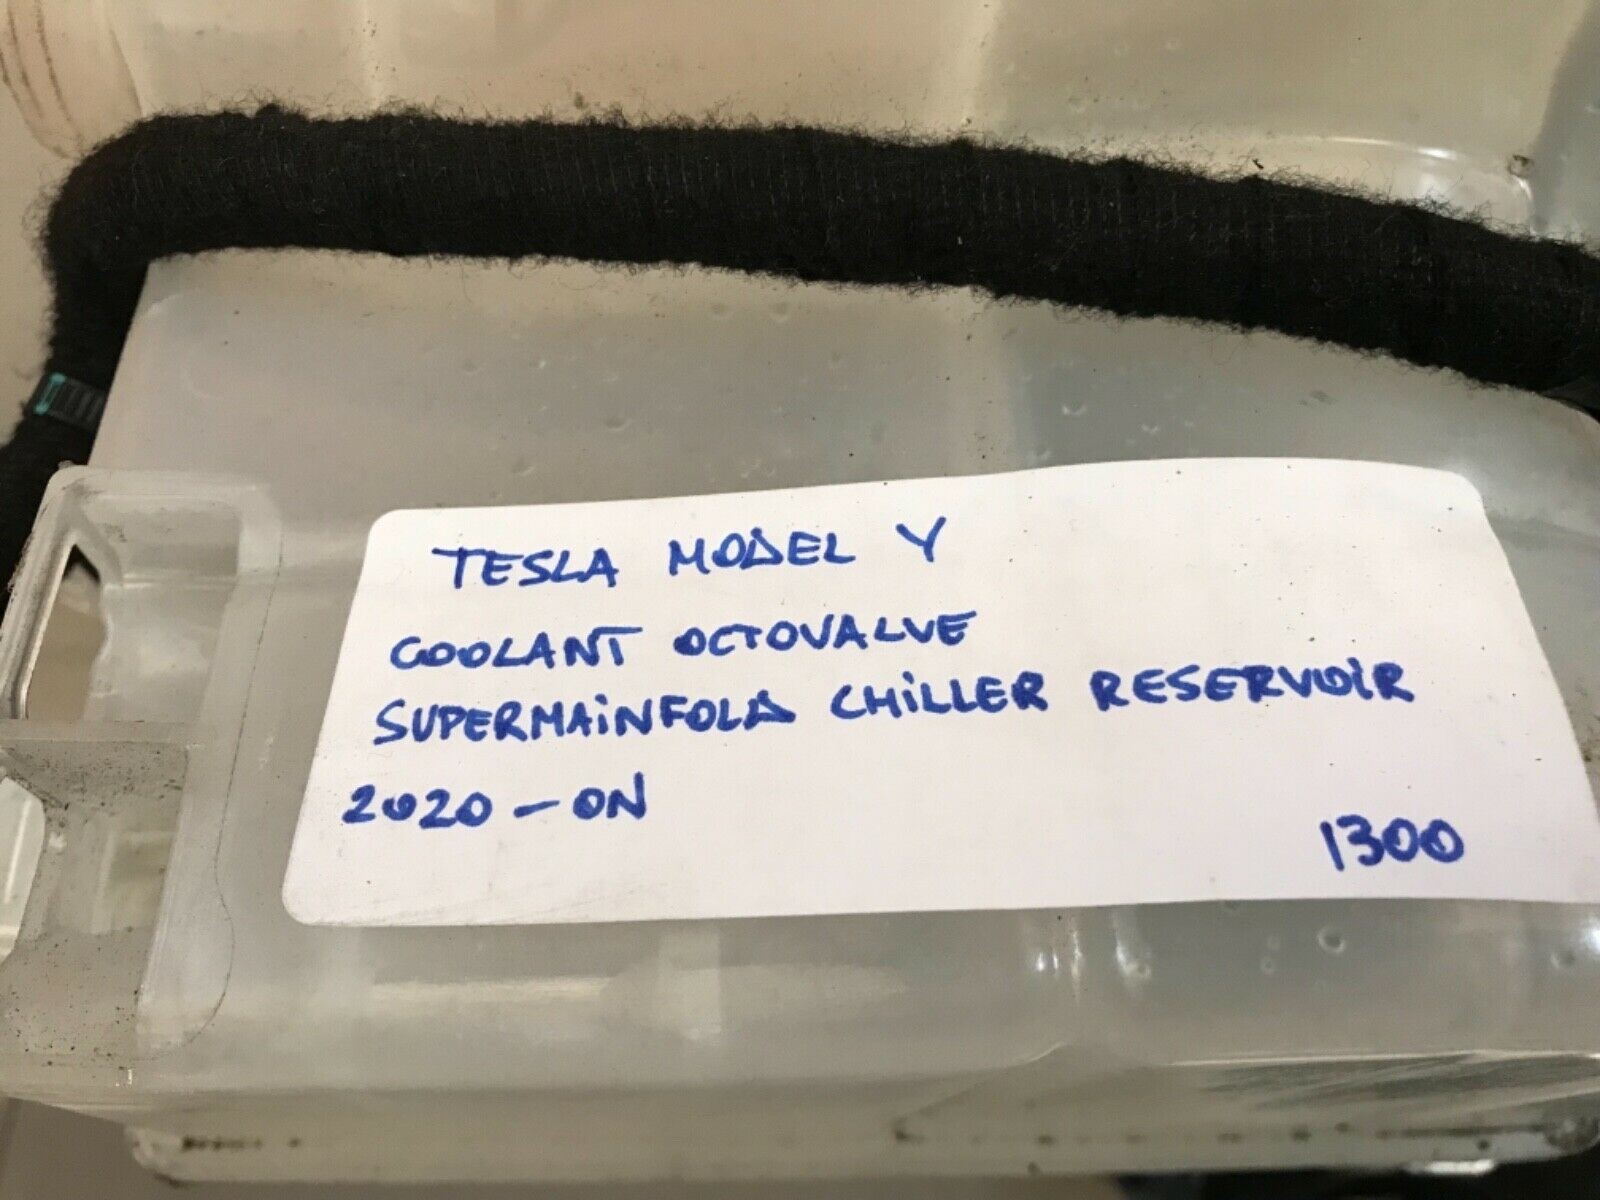 TESLA MODEL Y
COOLANT OCTOVALVE
SUPERMAiNFOLD CHiLLER RESERVOiR
2020 - ON
1300